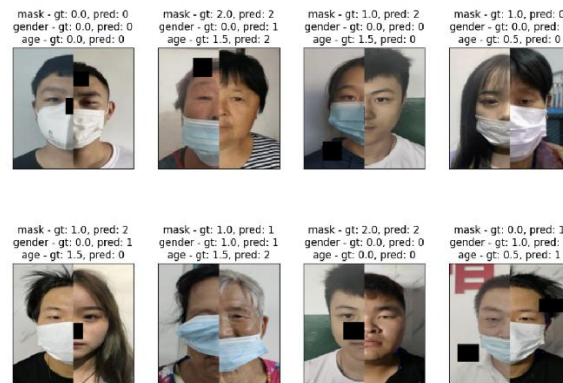 mask - gt: 0.0, pred: 0
gender - gt: 0.0, pred: 0
age - gt: 0.0, pred: 0
mask - gt: 2.0, pred: 2
gender - gt: 0.0, pred: 1
age - gt: 1.5, pred: 2
mask - gt: 1.0, pred: 2
gender - gt: 0.0, pred: 0
age - gt: 1.5, pred: 0
mask - gt: 1.0, pred: 0
gender - gt: 0.0, pred:
age - gt: 0.5, pred: 0
mask - gt: 1.0, pred: 2
gender - gt: 0.0, pred: 1
age - gt: 1.5, pred: 0
mask - gt: 1.0, pred: 1
gender - gt: 1.0, pred: 1
age - gt: 1.5, pred: 2
mask - gt: 2.0, pred: 2
gender - gt: 0.0, pred: 0
age - gt: 0.0, pred: 0
mask - gt: 0.0, pred: 1
gender - gt: 1.0, pred:
age - gt: 0.5, pred: 1